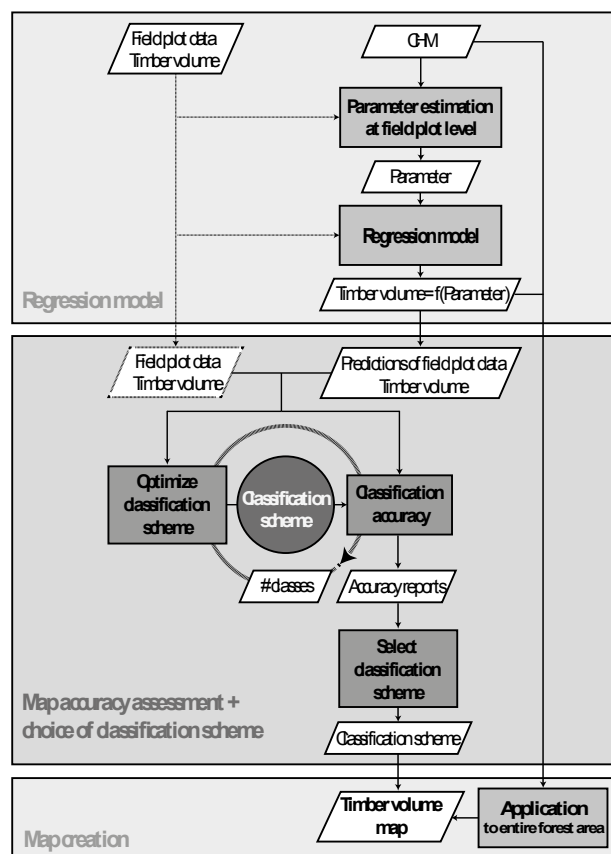 Field plot data
Timber volume
CHM
Parameter estimation
at field plot level
Parameter
Regression model
Timber volume = f(Parameter)
Regression model
Field plot data
Timber volume
Predictions of field plot data
Timber volume
Optimize
classification
scheme
Classification
scheme
Classification
accuracy
# classes
Accuracy reports
Select
classification
scheme
Map accuracy assessment +
choice of classification scheme
Classification scheme
Timber volume
map
Application
to entire forest area
Map creation